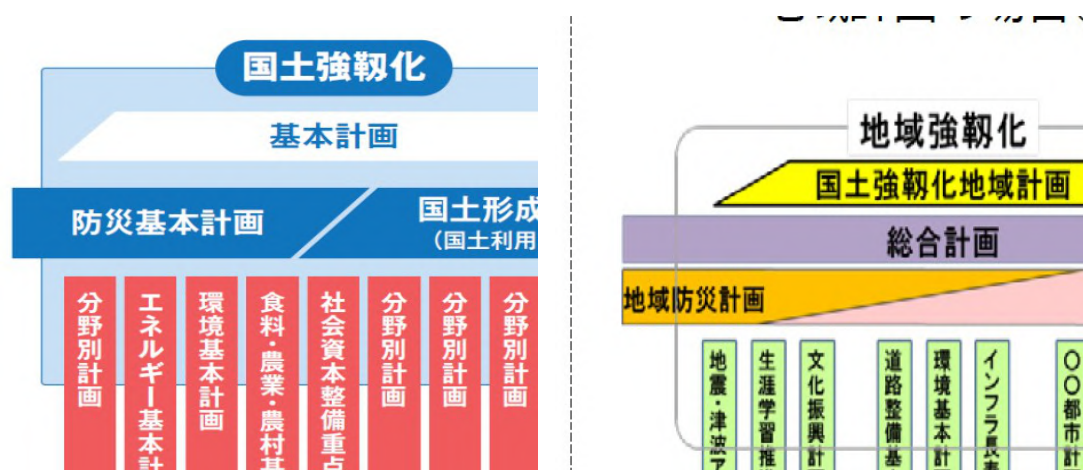 国土強靱化
基本計画
防災基本計画
国土形成
(国土利用
分野別計画
エネルギー基本計
環境基本計画
食料・農業・農村基
社会資本整備重点
分野別計画
分野別計画
分野別計画
地域強靱化
国土強靱化地域計画
総合計画
地域防災計画
地震・津波ア
生涯学習推
文化振興計
道路整備基
環境基本計
インフラ長
〇〇都市計